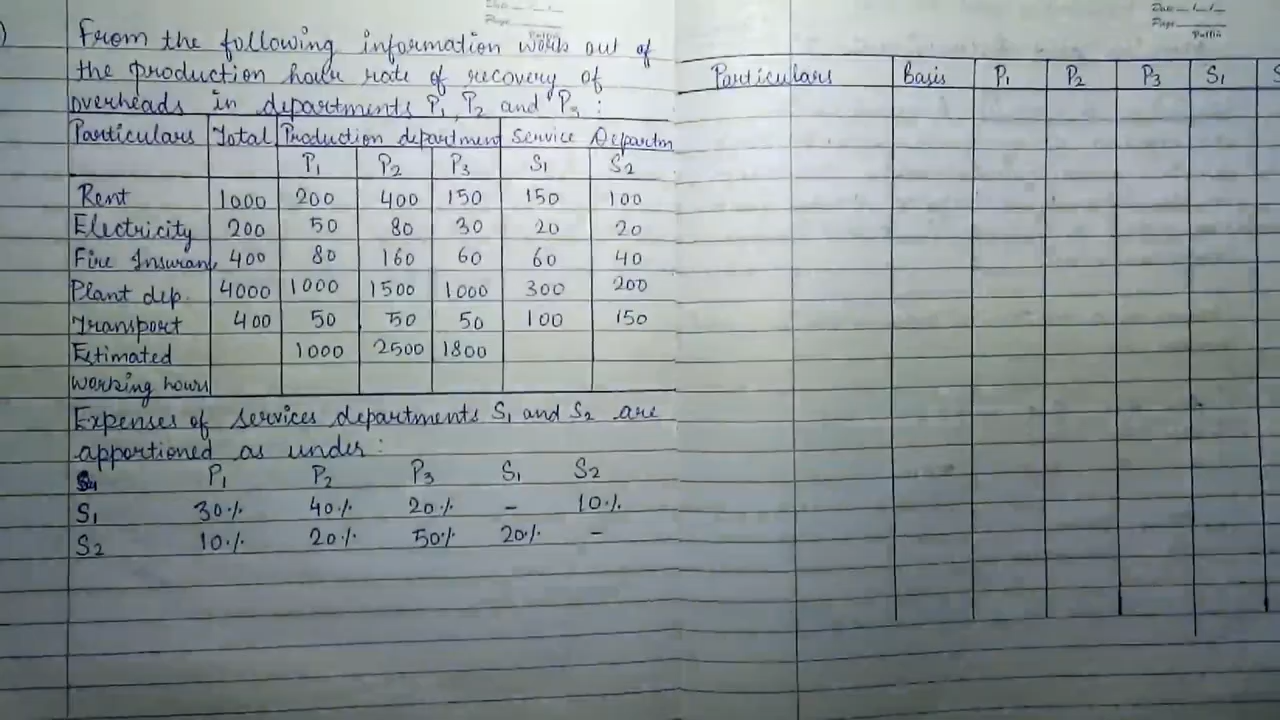 Date
Page
)
From the following information work out of
the production hour rate of recovery of
overheads in departments P1, P2 and P3 :
Particulars Total Production department Service Departm
P1 P2 P3 S1 S2
Rent 1000 200 400 150 150 100
Electricity 200 50 80 30 20 20
Fire Insuran. 400 80 160 60 60 40
Plant dep. 4000 1000 1500 1000 300 200
Transport 400 50 50 50 100 150
Estimated 1000 2500 1800
working hours
Expenses of services departments S1 and S2 are
apportioned as under :
P1 P2 P3 S1 S2
S1 30% 40% 20% - 10%
S2 10% 20% 50% 20% -
Date
Page
Puffin
Particulars Basis P1 P2 P3 S1 S